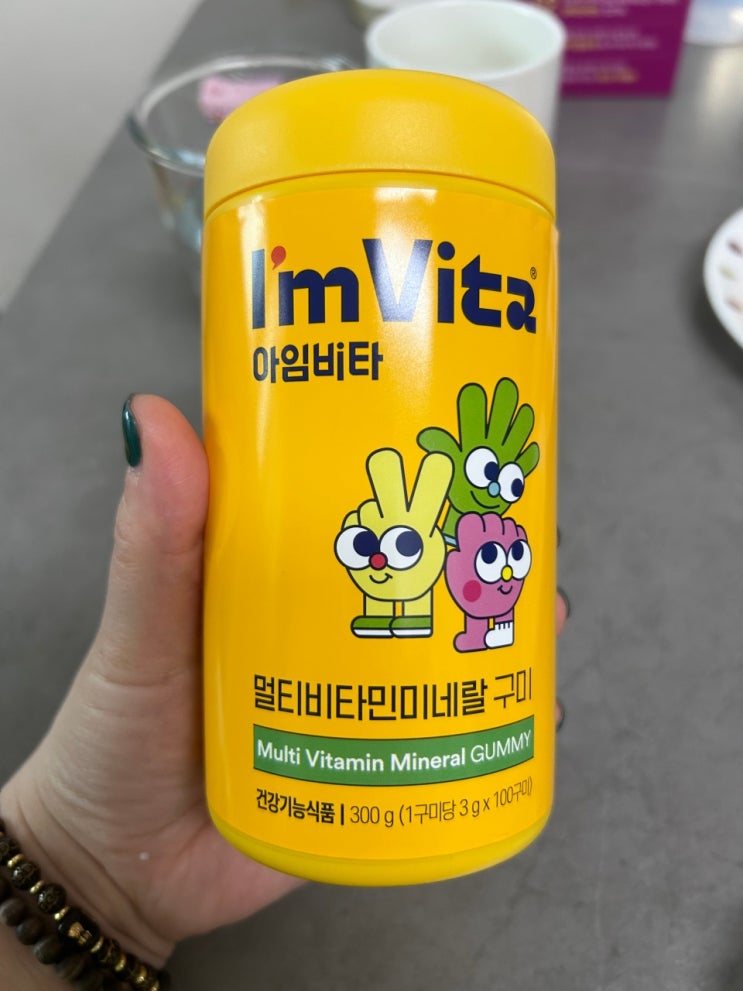 I'm Vita®
아임비타
멀티비타민미네랄 구미
Multi Vitamin Mineral GUMMY
건강기능식품 | 300 g (1구미당 3 g x 100구미)